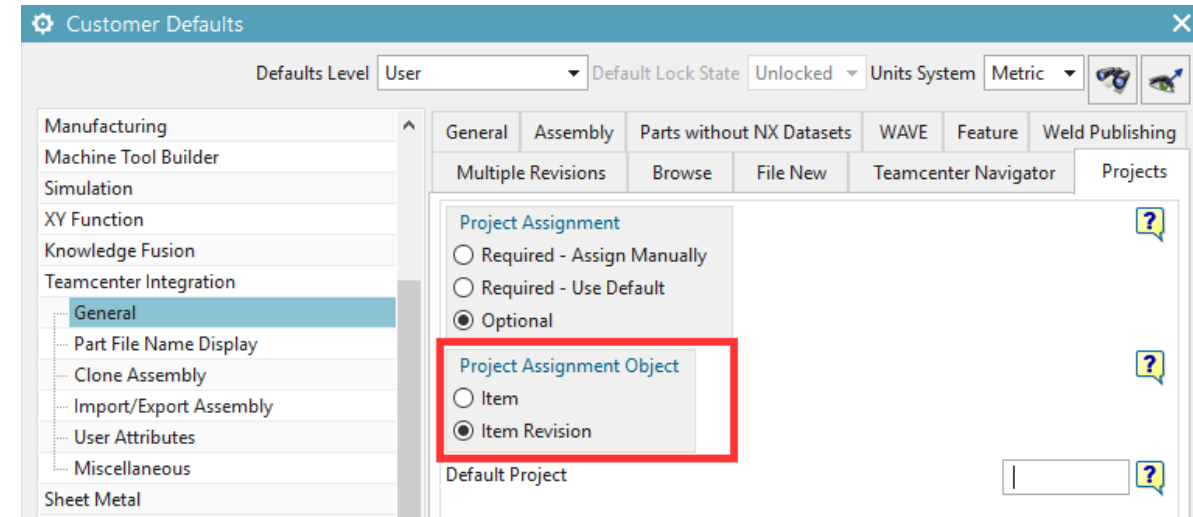 Customer Defaults
Defaults Level User Default Lock State Unlocked Units System Metric
Manufacturing
Machine Tool Builder
Simulation
XY Function
Knowledge Fusion
Teamcenter Integration
General
Part File Name Display
Clone Assembly
Import/Export Assembly
User Attributes
Miscellaneous
Sheet Metal
General Assembly Parts without NX Datasets WAVE Feature Weld Publishing
Multiple Revisions Browse File New Teamcenter Navigator Projects
Project Assignment
Required - Assign Manually
Required - Use Default
Optional
Project Assignment Object
Item
Item Revision
Default Project